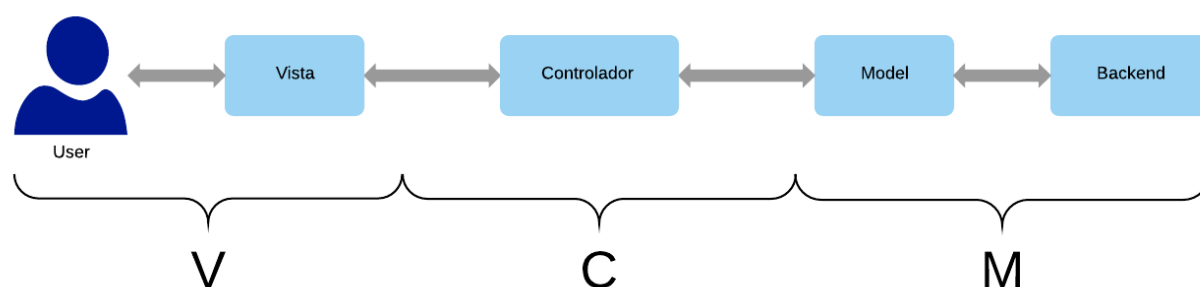 Vista
Controlador
Model
Backend
User
V
C
M